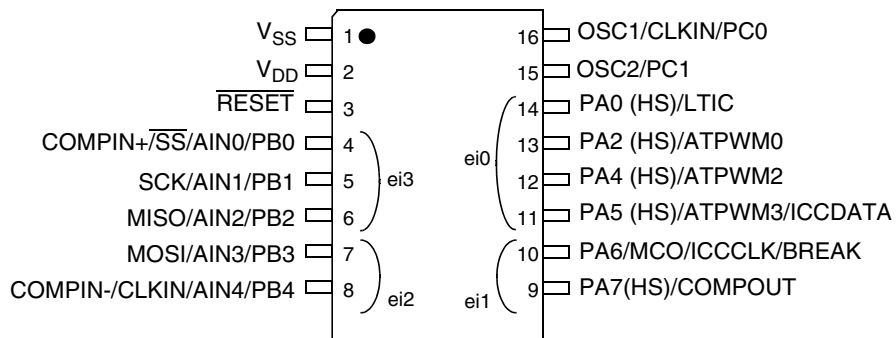 VSS 1 16 OSC1/CLKIN/PC0
VDD 2 15 OSC2/PC1
RESET 3 14 PA0 (HS)/LTIC
COMPIN+/SS/AIN0/PB0 4 13 PA2 (HS)/ATPWM0
SCK/AIN1/PB1 5 ei3 ei0 12 PA4 (HS)/ATPWM2
MISO/AIN2/PB2 6 11 PA5 (HS)/ATPWM3/ICCDATA
MOSI/AIN3/PB3 7 10 PA6/MCO/ICCCLK/BREAK
COMPIN-/CLKIN/AIN4/PB4 8 ei2 ei1 9 PA7(HS)/COMPOUT